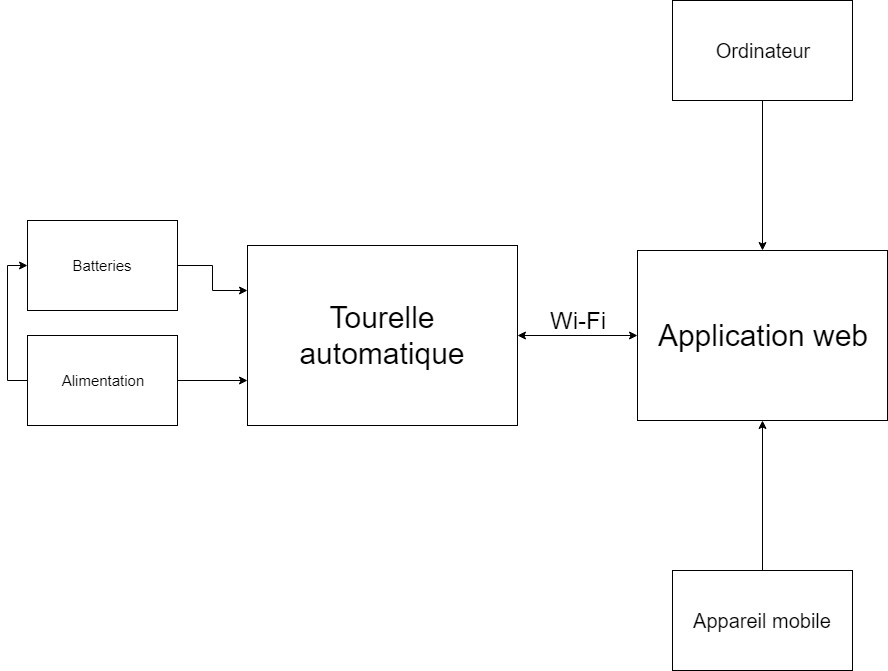 Ordinateur
Batteries
Alimentation
Tourelle
automatique
Wi-Fi
Application web
Appareil mobile